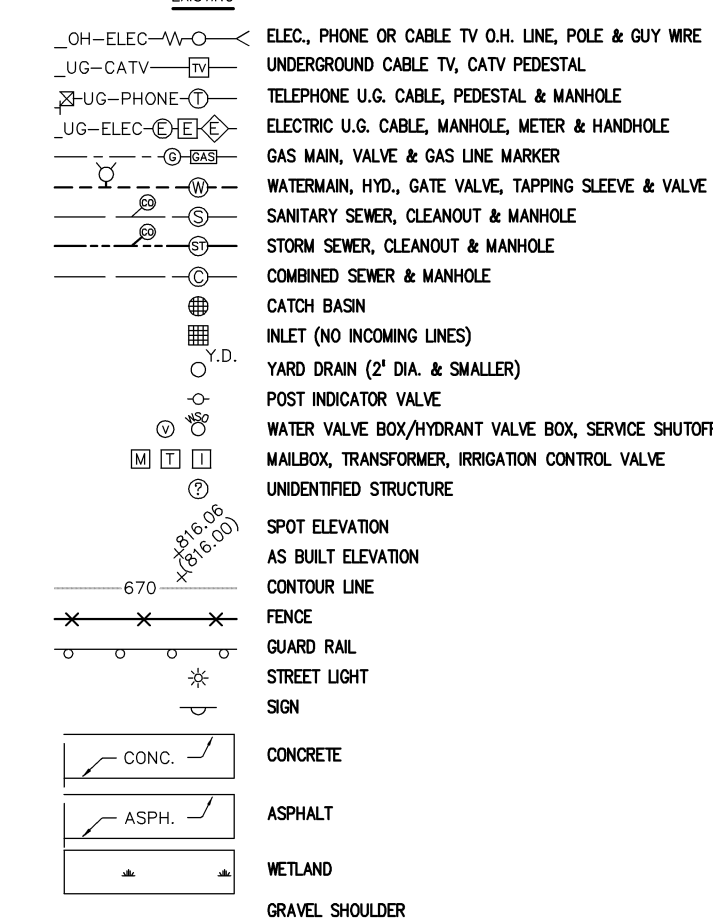 _OH-ELEC ELEC., PHONE OR CABLE TV O.H. LINE, POLE & GUY WIRE
_UG-CATV TV UNDERGROUND CABLE TV, CATV PEDESTAL
UG-PHONE T TELEPHONE U.G. CABLE, PEDESTAL & MANHOLE
_UG-ELEC E E E ELECTRIC U.G. CABLE, MANHOLE, METER & HANDHOLE
G GAS GAS MAIN, VALVE & GAS LINE MARKER
W WATERMAIN, HYD., GATE VALVE, TAPPING SLEEVE & VALVE
CO S SANITARY SEWER, CLEANOUT & MANHOLE
CO ST STORM SEWER, CLEANOUT & MANHOLE
C COMBINED SEWER & MANHOLE
CATCH BASIN
INLET (NO INCOMING LINES)
Y.D. YARD DRAIN (2' DIA. & SMALLER)
POST INDICATOR VALVE
V WSO WATER VALVE BOX/HYDRANT VALVE BOX, SERVICE SHUTOFF
M T I MAILBOX, TRANSFORMER, IRRIGATION CONTROL VALVE
? UNIDENTIFIED STRUCTURE
816.06 SPOT ELEVATION
(816.00) AS BUILT ELEVATION
670 CONTOUR LINE
FENCE
GUARD RAIL
STREET LIGHT
SIGN
CONC. CONCRETE
ASPH. ASPHALT
WETLAND
GRAVEL SHOULDER